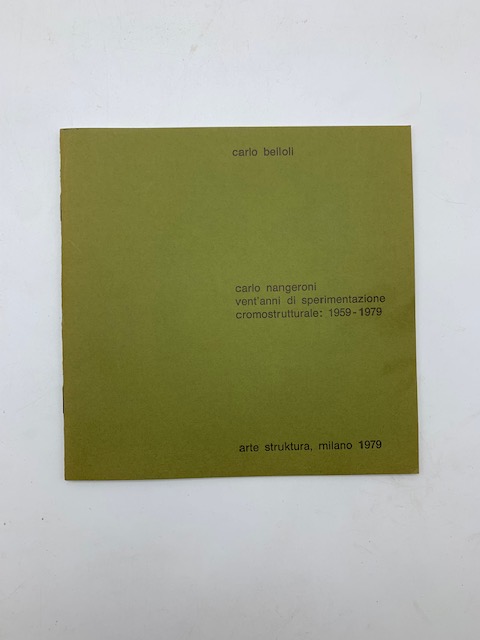 carlo belloli
carlo nangeroni
vent'anni di sperimentazione
cromostrutturale: 1959-1979
arte struktura, milano 1979